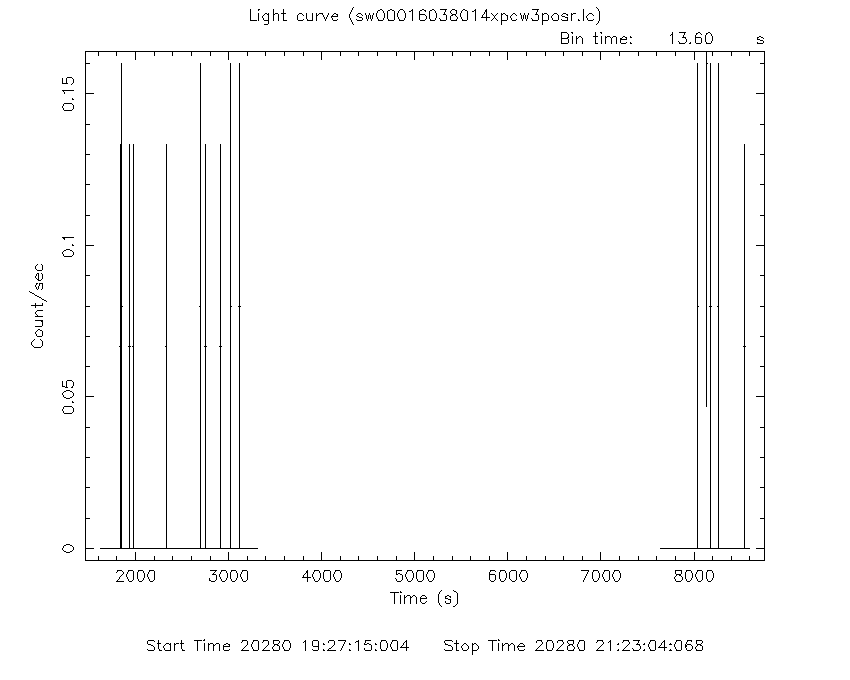 Light curve (sw00016038014xpcw3posr.lc)
Bin time: 13.60 s
0.15
0.1
0.05
0
Count/sec
2000 3000 4000 5000 6000 7000 8000
Time (s)
Start Time 20280 19:27:15:004 Stop Time 20280 21:23:04:068